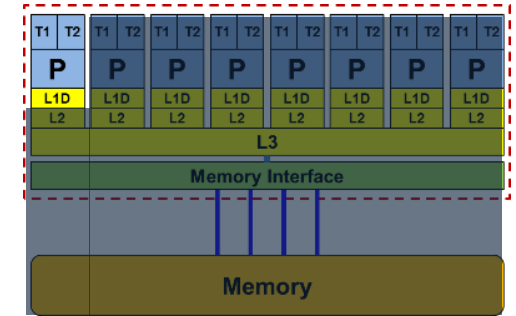 T1 T2 T1 T2 T1 T2 T1 T2 T1 T2 T1 T2 T1 T2 T1 T2
P P P P P P P P
L1D L1D L1D L1D L1D L1D L1D L1D
L2 L2 L2 L2 L2 L2 L2 L2
L3
Memory Interface
Memory